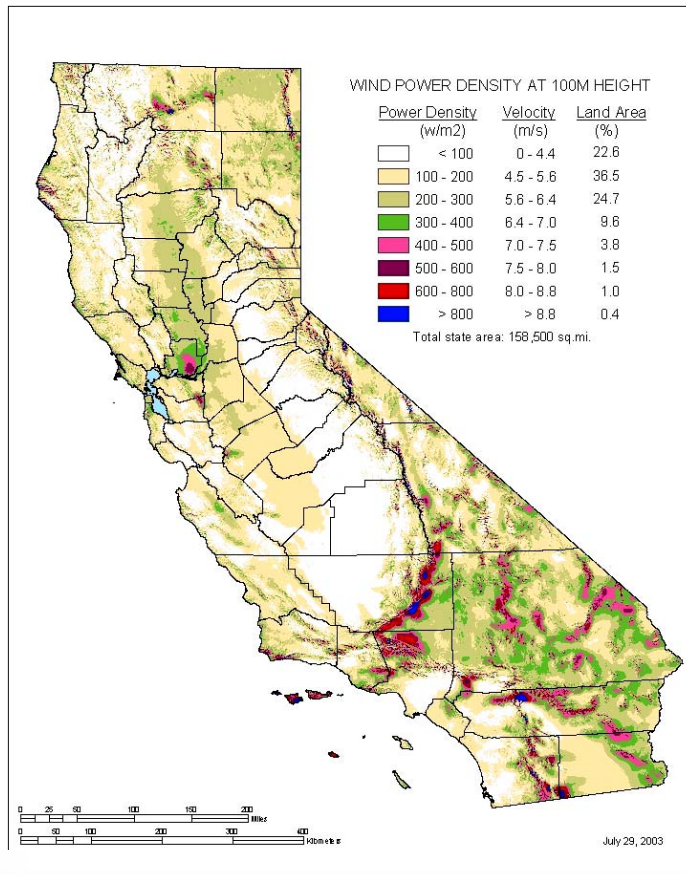 WIND POWER DENSITY AT 100M HEIGHT
Power Density Velocity Land Area
(w/m2) (m/s) (%)
< 100 0 - 4.4 22.6
100 - 200 4.5 - 5.6 36.5
200 - 300 5.6 - 6.4 24.7
300 - 400 6.4 - 7.0 9.6
400 - 500 7.0 - 7.5 3.8
500 - 600 7.5 - 8.0 1.5
600 - 800 8.0 - 8.8 1.0
> 800 > 8.8 0.4
Total state area: 158,500 sq.mi.
0 25 50 100 150 200
Miles
0 50 100 200 300 400
Kilometers
July 29, 2003